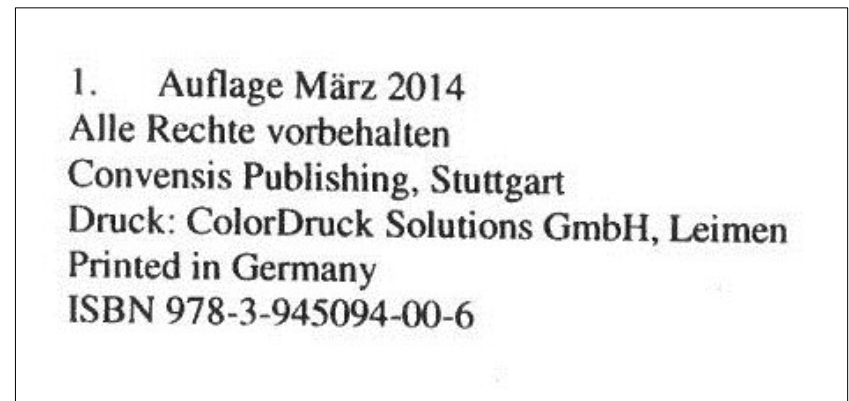 1. Auflage März 2014
Alle Rechte vorbehalten
Convensis Publishing, Stuttgart
Druck: ColorDruck Solutions GmbH, Leimen
Printed in Germany
ISBN 978-3-945094-00-6